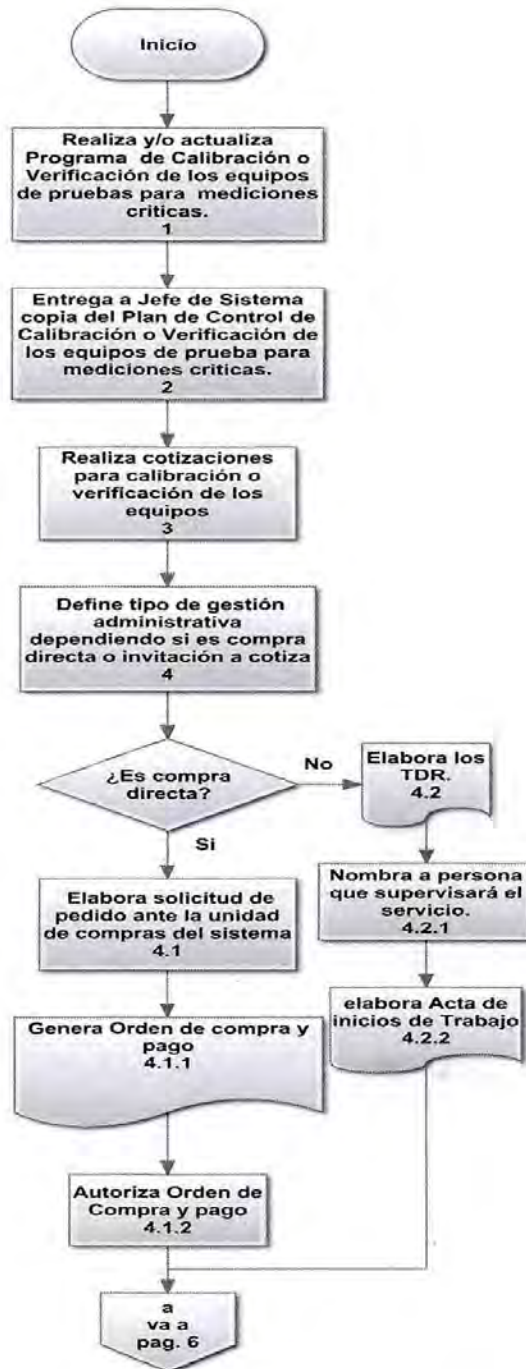 Inicio
Realiza y/o actualiza
Programa de Calibración o
Verificación de los equipos
de pruebas para mediciones
criticas.
1
Entrega a Jefe de Sistema
copia del Plan de Control de
Calibración o Verificación de
los equipos de prueba para
mediciones criticas.
2
Realiza cotizaciones
para calibración o
verificación de los
equipos
3
Define tipo de gestión
administrativa
dependiendo si es compra
directa o invitación a cotiza
4
¿Es compra
directa?
No
Elabora los
TDR.
4.2
Si
Elabora solicitud de
pedido ante la unidad
de compras del sistema
4.1
Nombra a persona
que supervisará el
servicio.
4.2.1
Genera Orden de compra y
pago
4.1.1
elabora Acta de
inicios de Trabajo
4.2.2
Autoriza Orden de
Compra y pago
4.1.2
a
va a
pag. 6